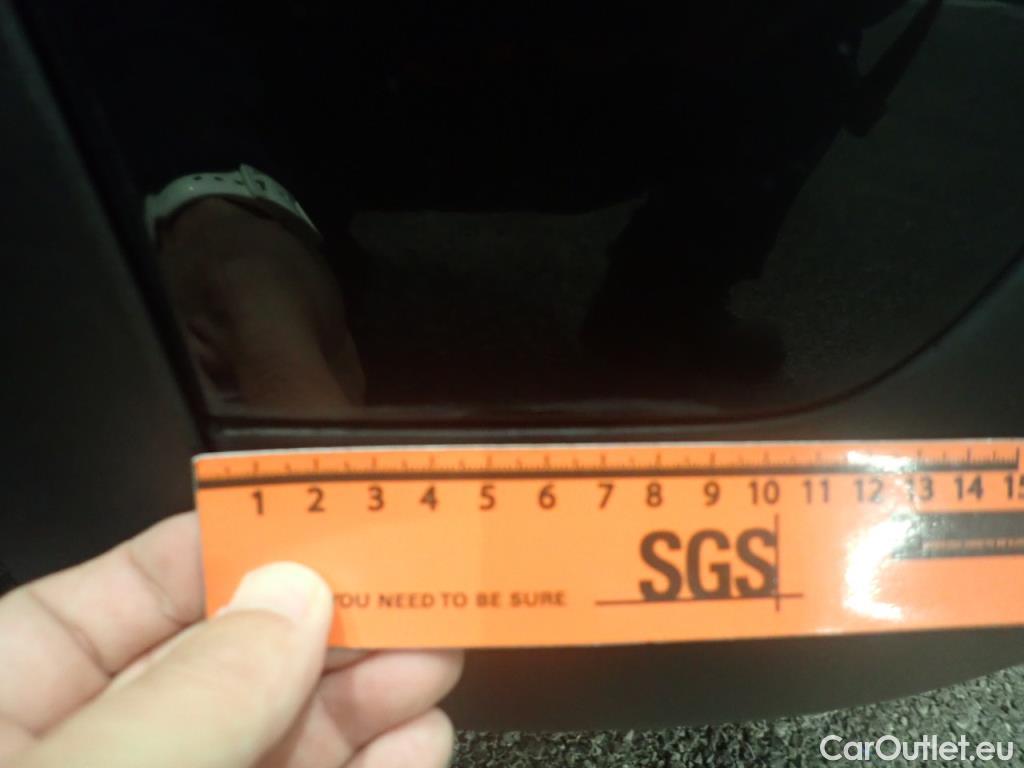 1 2 3 4 5 6 7 8 9 10 11 12 13 14 15
SGS
YOU NEED TO BE SURE
CarOutlet.eu